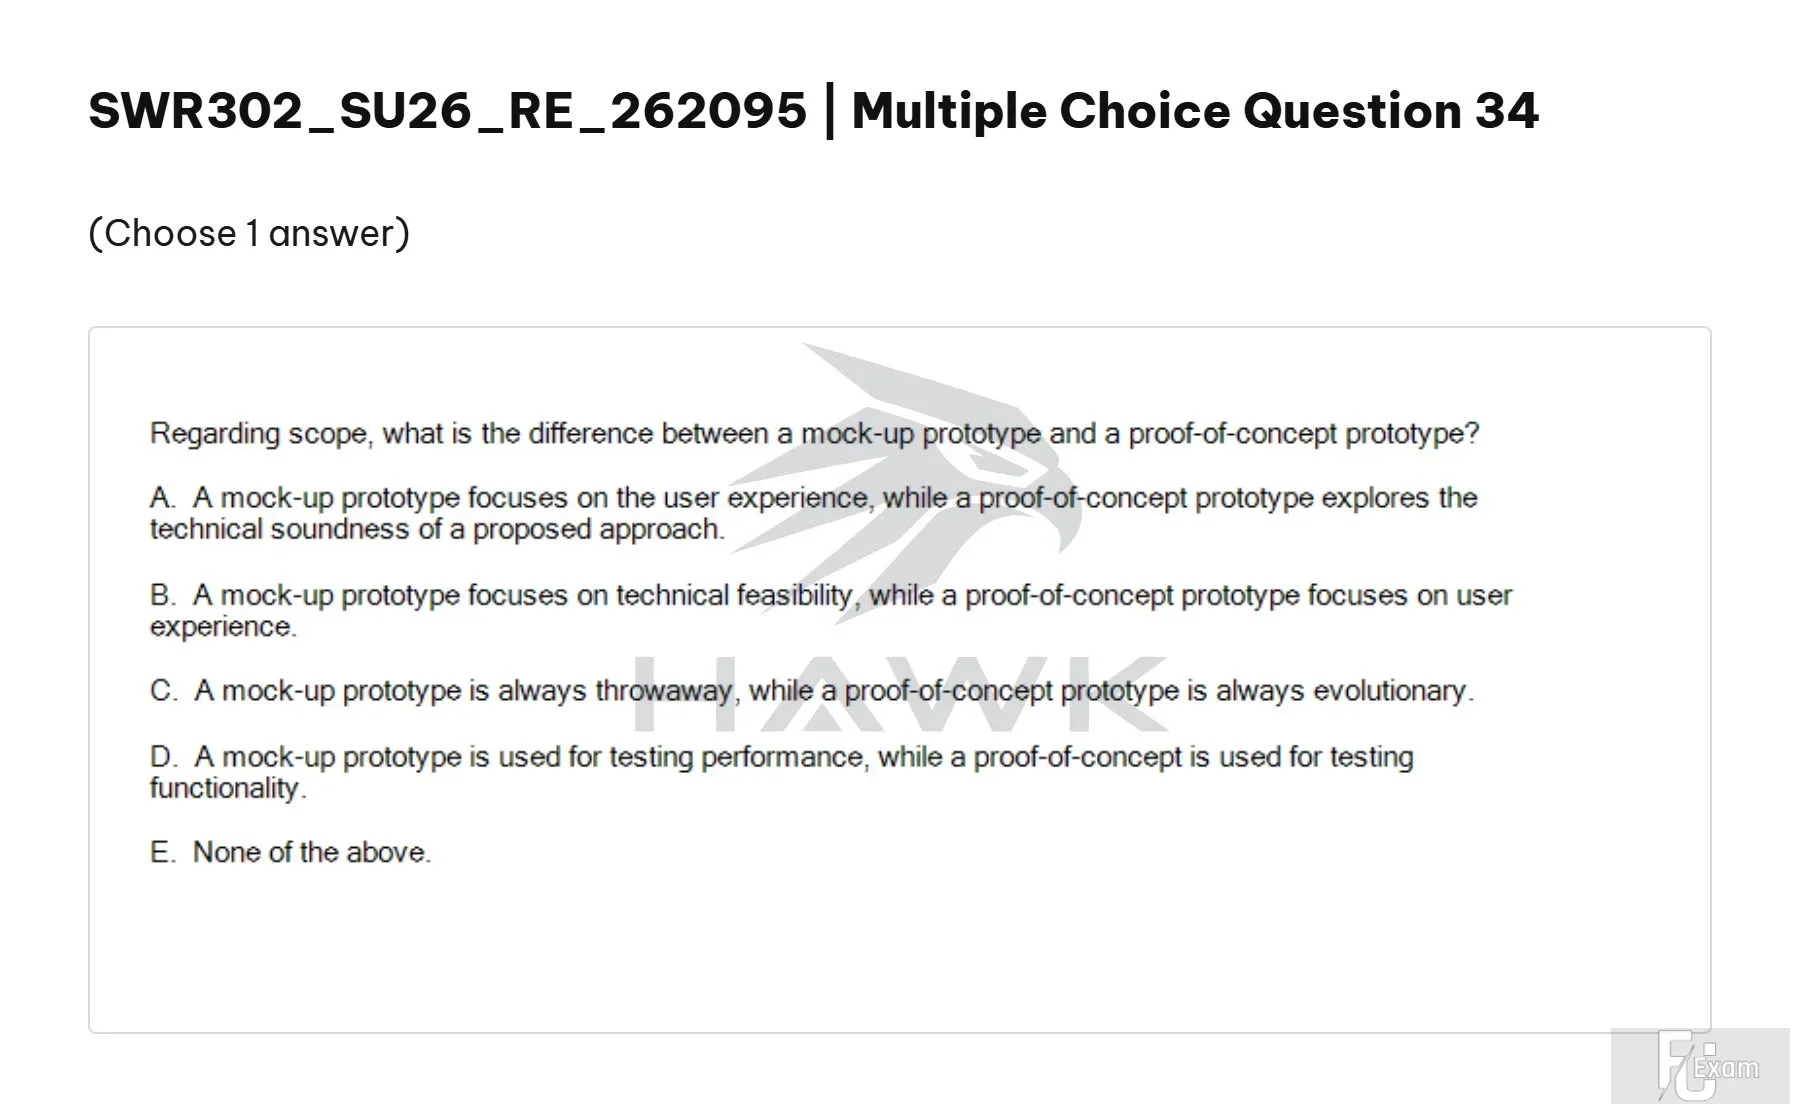 SWR302_SU26_RE_262095 | Multiple Choice Question 34
(Choose 1 answer)
Regarding scope, what is the difference between a mock-up prototype and a proof-of-concept prototype?
A. A mock-up prototype focuses on the user experience, while a proof-of-concept prototype explores the
technical soundness of a proposed approach.
B. A mock-up prototype focuses on technical feasibility, while a proof-of-concept prototype focuses on user
experience.
C. A mock-up prototype is always throwaway, while a proof-of-concept prototype is always evolutionary.
D. A mock-up prototype is used for testing performance, while a proof-of-concept is used for testing
functionality.
E. None of the above.
HAWK
FU Exam